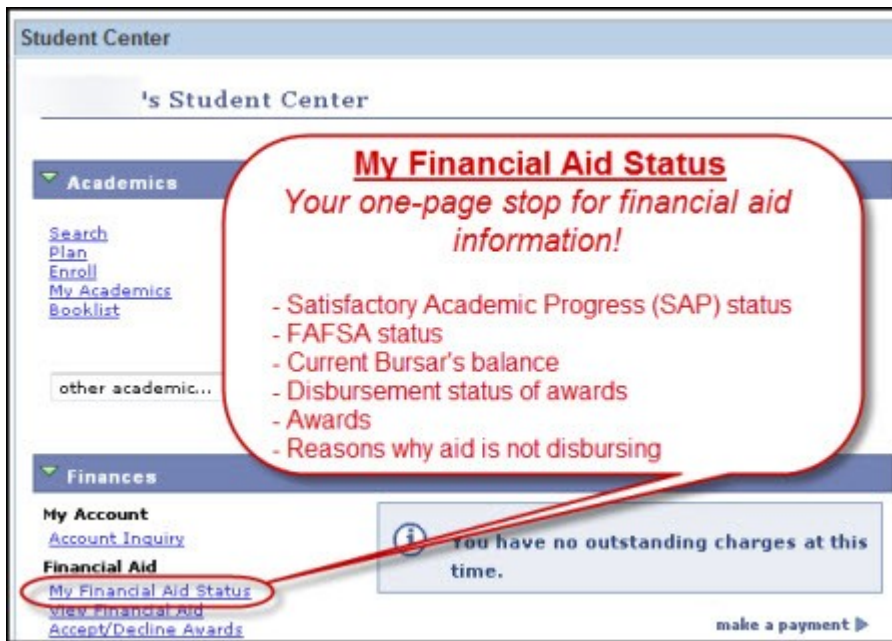 Student Center
's Student Center
Academics
Search
Plan
Enroll
My Academics
Booklist
other academic...
My Financial Aid Status
Your one-page stop for financial aid
information!
- Satisfactory Academic Progress (SAP) status
- FAFSA status
- Current Bursar's balance
- Disbursement status of awards
- Awards
- Reasons why aid is not disbursing
Finances
My Account
Account Inquiry
Financial Aid
My Financial Aid Status
View Financial Aid
Accept/Decline Awards
You have no outstanding charges at this
time.
make a payment